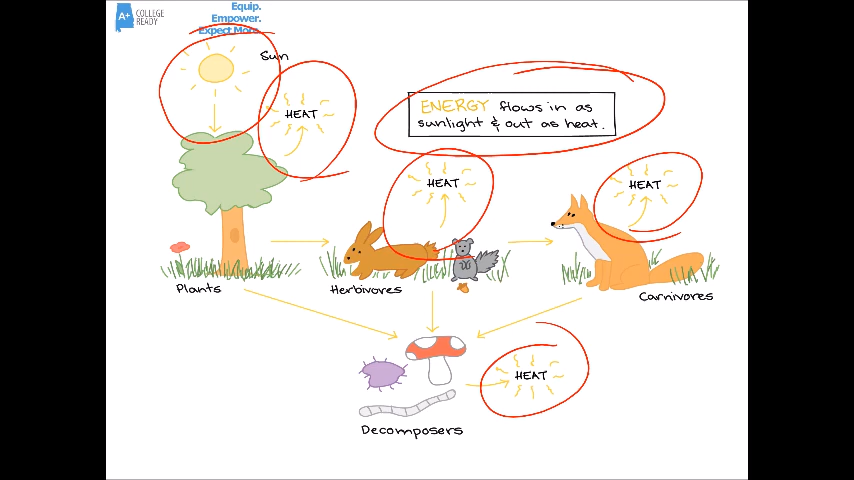 A+ COLLEGE
READY
Equip.
Empower.
Expect More.
Sun
HEAT
ENERGY flows in as
sunlight & out as heat.
HEAT
HEAT
Plants
Herbivores
Carnivores
HEAT
Decomposers